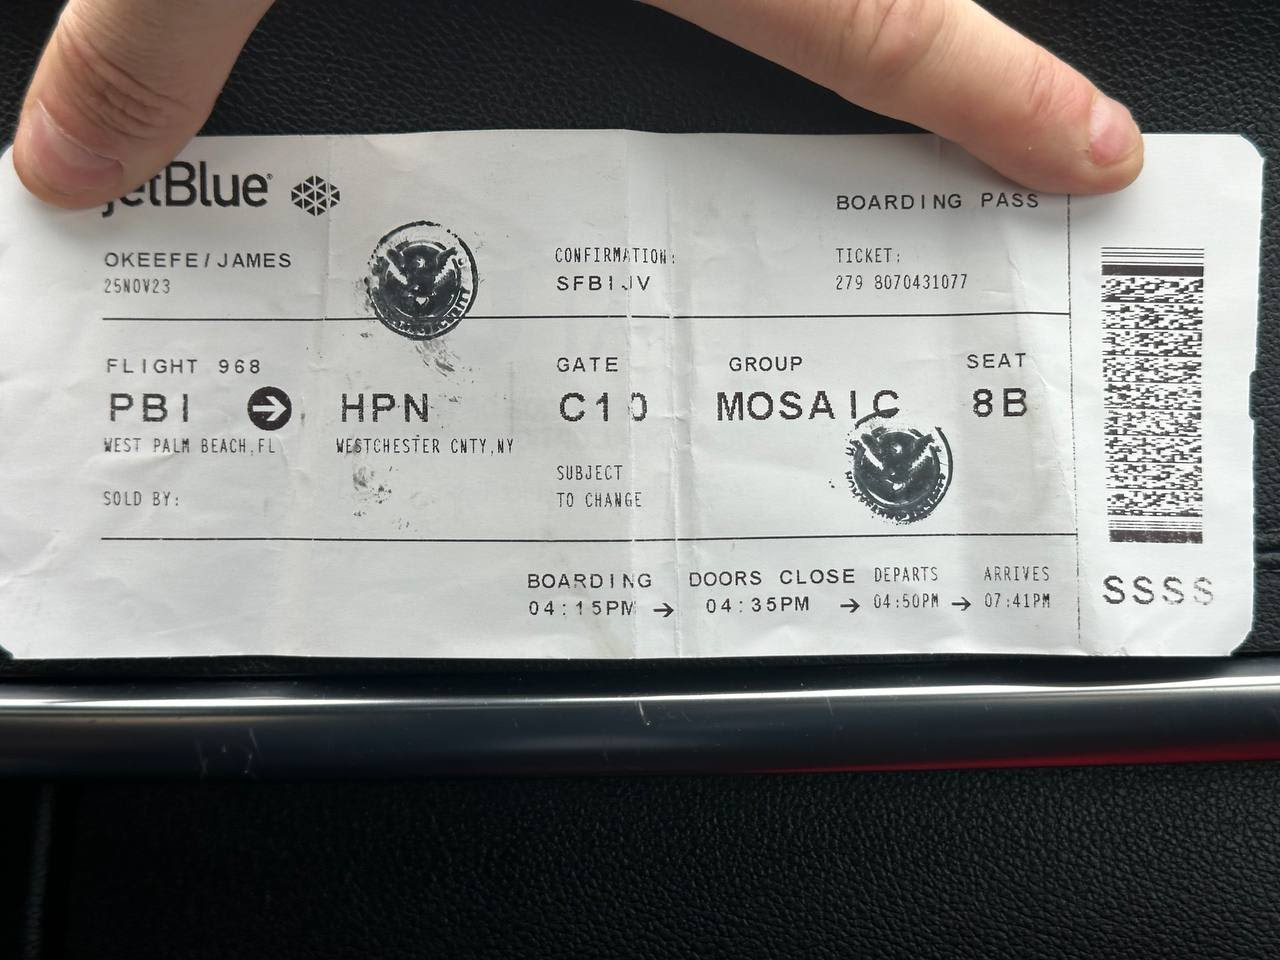 jetBlue
BOARDING PASS
OKEEFE/JAMES
25NOV23
CONFIRMATION:
SFBIJV
TICKET:
279 8070431077
FLIGHT 968
PBI → HPN
WEST PALM BEACH,FL
WESTCHESTER CNTY,NY
GATE
C10
GROUP
MOSAIC
SEAT
8B
SOLD BY:
SUBJECT
TO CHANGE
BOARDING
04:15PM →
DOORS CLOSE
04:35PM →
DEPARTS
04:50PM →
ARRIVES
07:41PM
SSSS